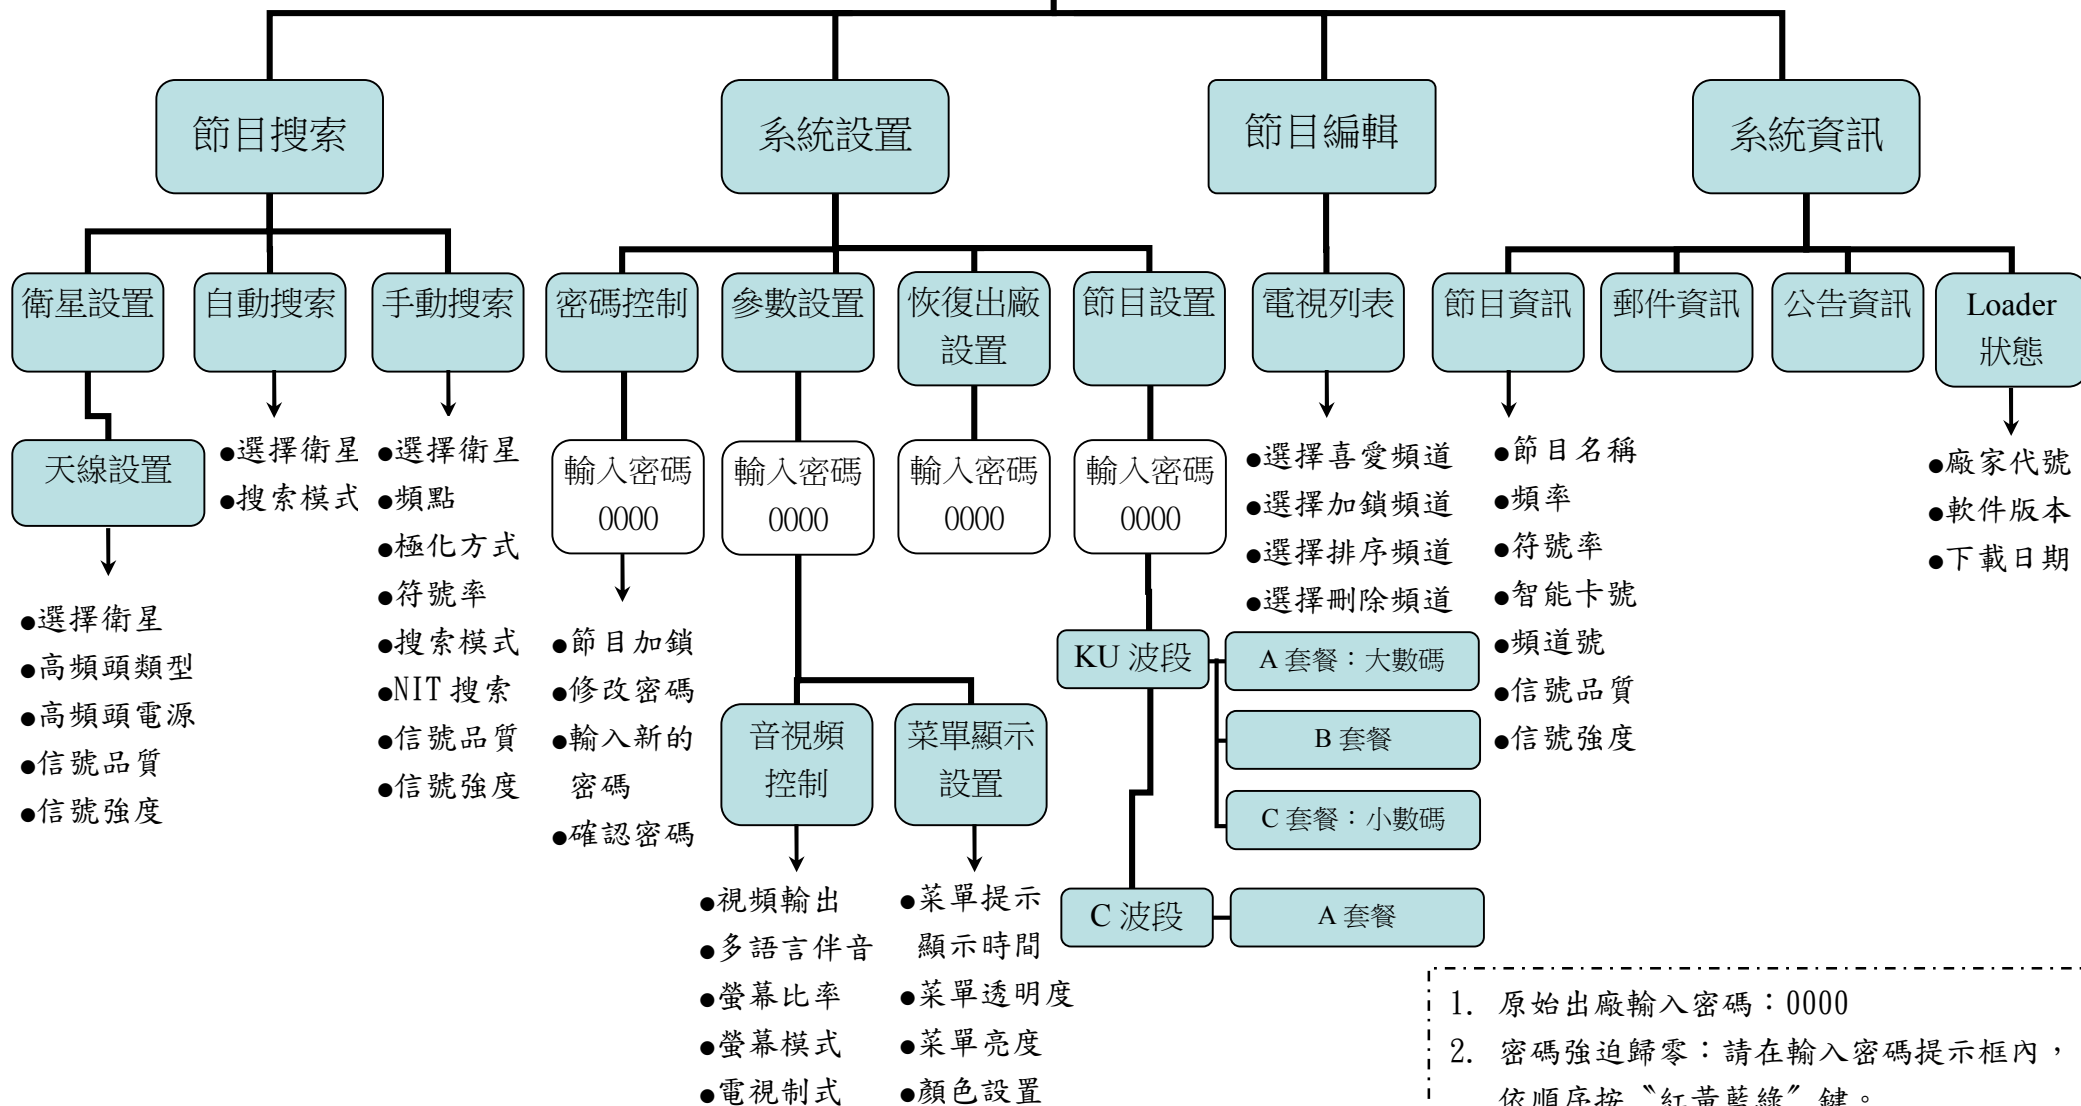 節目搜索
系統設置
節目編輯
系統資訊
衛星設置
自動搜索
手動搜索
密碼控制
參數設置
恢復出廠
設置
節目設置
電視列表
節目資訊
郵件資訊
公告資訊
Loader
狀態
天線設置
●選擇衛星
●高頻頭類型
●高頻頭電源
●信號品質
●信號強度
●選擇衛星
●搜索模式
●選擇衛星
●頻點
●極化方式
●符號率
●搜索模式
●NIT 搜索
●信號品質
●信號強度
輸入密碼
0000
●節目加鎖
●修改密碼
●輸入新的
密碼
●確認密碼
輸入密碼
0000
音視頻
控制
●視頻輸出
●多語言伴音
●螢幕比率
●螢幕模式
●電視制式
菜單顯示
設置
●菜單提示
顯示時間
●菜單透明度
●菜單亮度
●顏色設置
輸入密碼
0000
輸入密碼
0000
KU 波段
A 套餐：大數碼
B 套餐
C 套餐：小數碼
C 波段
A 套餐
●選擇喜愛頻道
●選擇加鎖頻道
●選擇排序頻道
●選擇刪除頻道
●節目名稱
●頻率
●符號率
●智能卡號
●頻道號
●信號品質
●信號強度
●廠家代號
●軟件版本
●下載日期
1. 原始出廠輸入密碼：0000
2. 密碼強迫歸零：請在輸入密碼提示框內，
依順序按〝紅黃藍綠〞鍵。